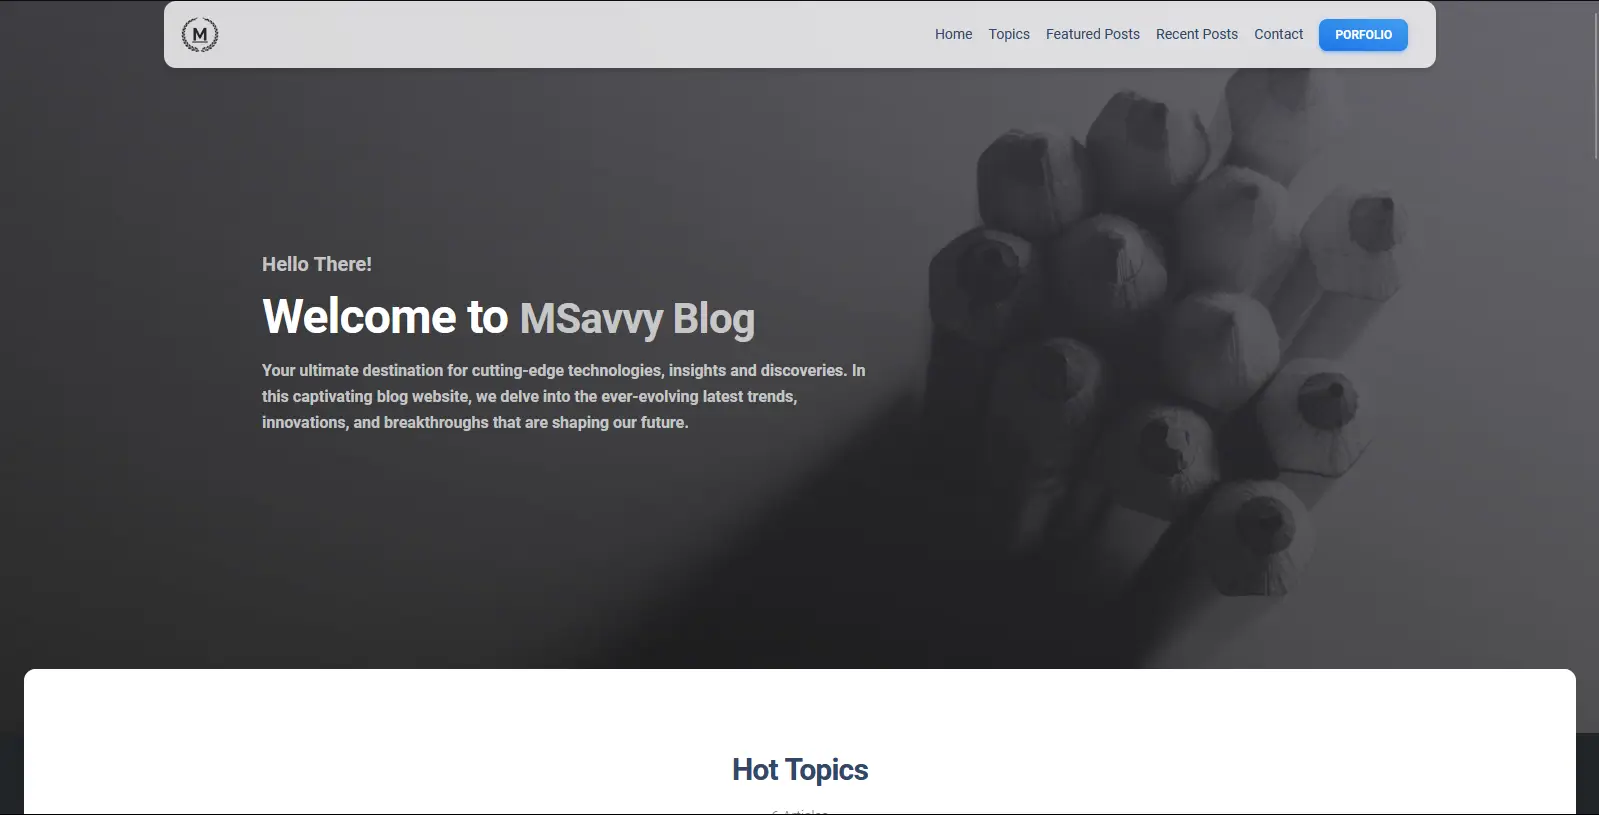 M
Home
Topics
Featured Posts
Recent Posts
Contact
PORFOLIO
Hello There!
Welcome to MSavvy Blog
Your ultimate destination for cutting-edge technologies, insights and discoveries. In
this captivating blog website, we delve into the ever-evolving latest trends,
innovations, and breakthroughs that are shaping our future.
Hot Topics
6 Articles